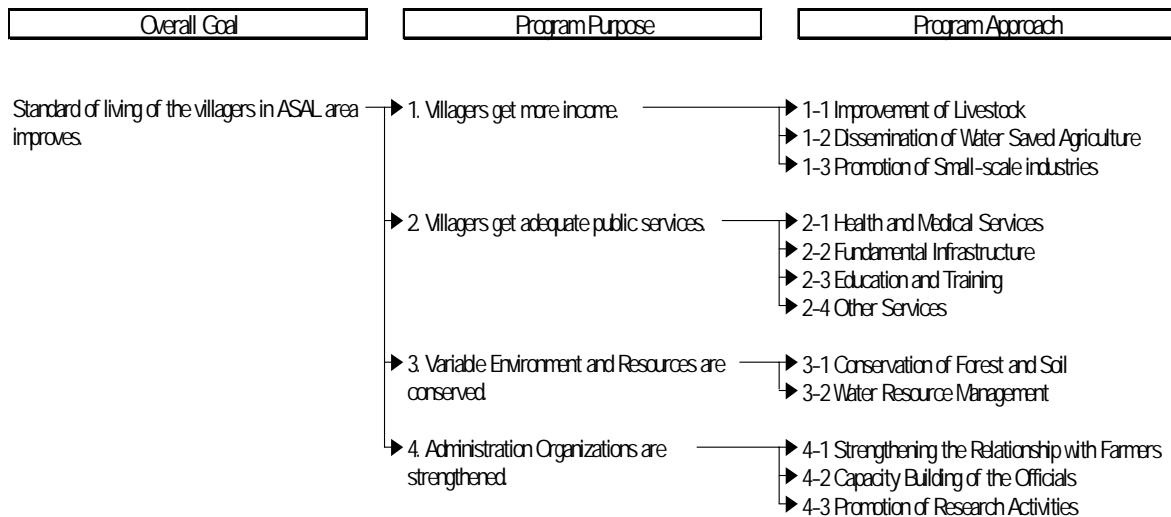 Overall Goal
Program Purpose
Program Approach
Standard of living of the villagers in ASAL area
improves.
1. Villagers get more income.
1-1 Improvement of Livestock
1-2 Dissemination of Water Saved Agriculture
1-3 Promotion of Small-scale industries
2. Villagers get adequate public services.
2-1 Health and Medical Services
2-2 Fundamental Infrastructure
2-3 Education and Training
2-4 Other Services
3. Variable Environment and Resources are
conserved.
3-1 Conservation of Forest and Soil
3-2 Water Resource Management
4. Administration Organizations are
strengthened.
4-1 Strengthening the Relationship with Farmers
4-2 Capacity Building of the Officials
4-3 Promotion of Research Activities